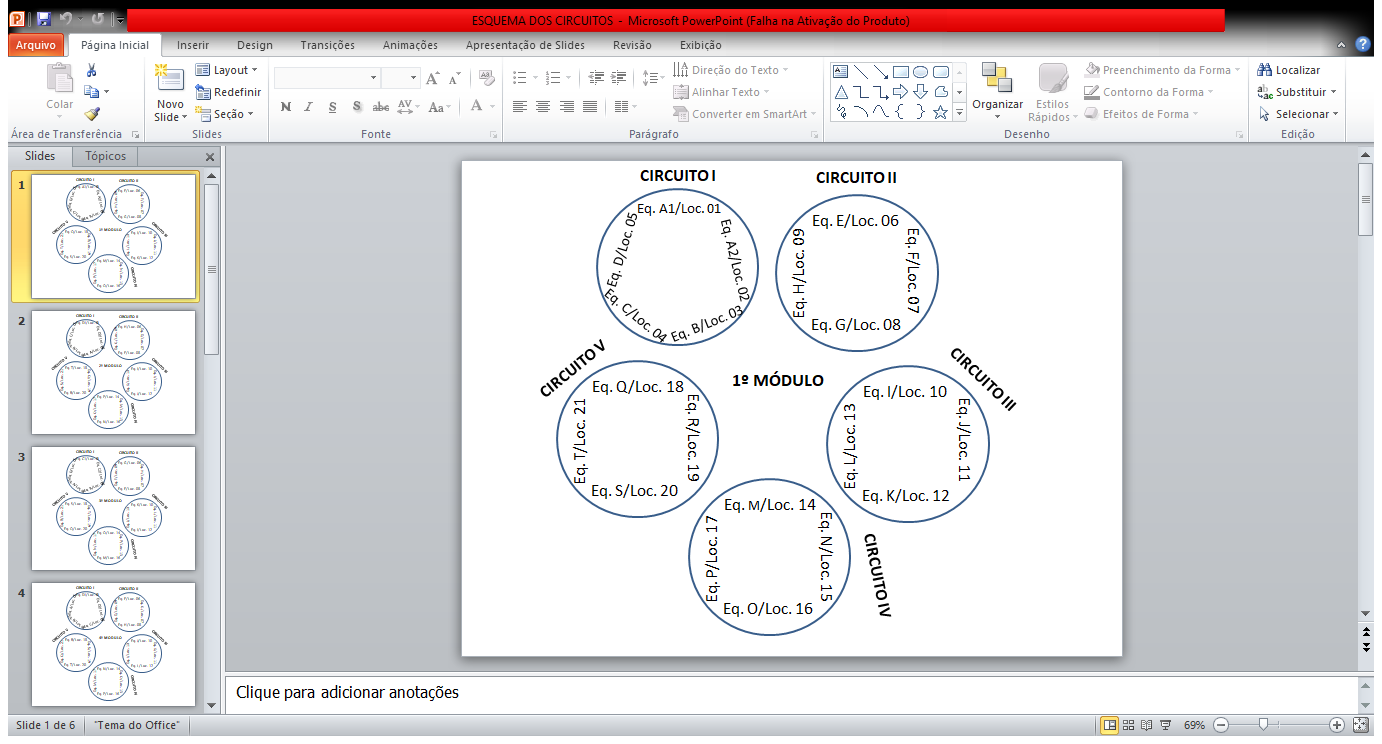 ESQUEMA DOS CIRCUITOS - Microsoft PowerPoint (Falha na Ativação do Produto)
Arquivo Página Inicial Inserir Design Transições Animações Apresentação de Slides Revisão Exibição
Colar
Área de Transferência
Novo Slide
Layout
Redefinir
Seção
Slides
Fonte
Direção do Texto
Alinhar Texto
Converter em SmartArt
Parágrafo
Organizar
Estilos Rápidos
Preenchimento da Forma
Contorno da Forma
Efeitos de Forma
Desenho
Localizar
Substituir
Selecionar
Edição
Slides Tópicos
1
2
3
4
CIRCUITO I
Eq. A1/Loc. 01
Eq. A2/Loc. 02
Eq. B/Loc. 03
Eq. C/Loc. 04
Eq. D/Loc. 05
CIRCUITO II
Eq. E/Loc. 06
Eq. F/Loc. 07
Eq. G/Loc. 08
Eq. H/Loc. 09
1º MÓDULO
CIRCUITO III
Eq. I/Loc. 10
Eq. J/Loc. 11
Eq. K/Loc. 12
Eq. L/Loc. 13
CIRCUITO IV
Eq. M/Loc. 14
Eq. N/Loc. 15
Eq. O/Loc. 16
Eq. P/Loc. 17
CIRCUITO V
Eq. Q/Loc. 18
Eq. R/Loc. 19
Eq. S/Loc. 20
Eq. T/Loc. 21
Clique para adicionar anotações
Slide 1 de 6 "Tema do Office" 69%